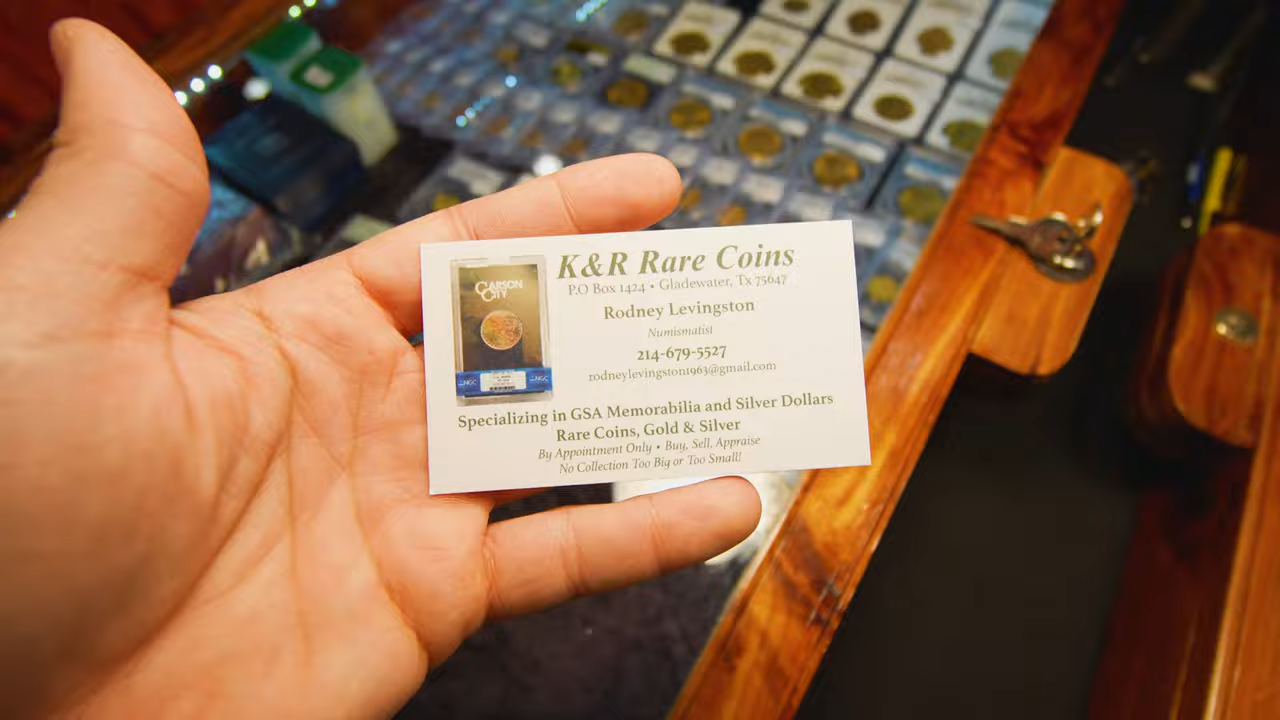 K&R Rare Coins
P.O Box 1424 • Gladewater, Tx 75647
CARSON
CITY
Rodney Levingston
Numismatist
214-679-5527
rodneylevingston1963@gmail.com
NGC
NGC
Specializing in GSA Memorabilia and Silver Dollars
Rare Coins, Gold & Silver
By Appointment Only • Buy, Sell, Appraise
No Collection Too Big or Too Small!